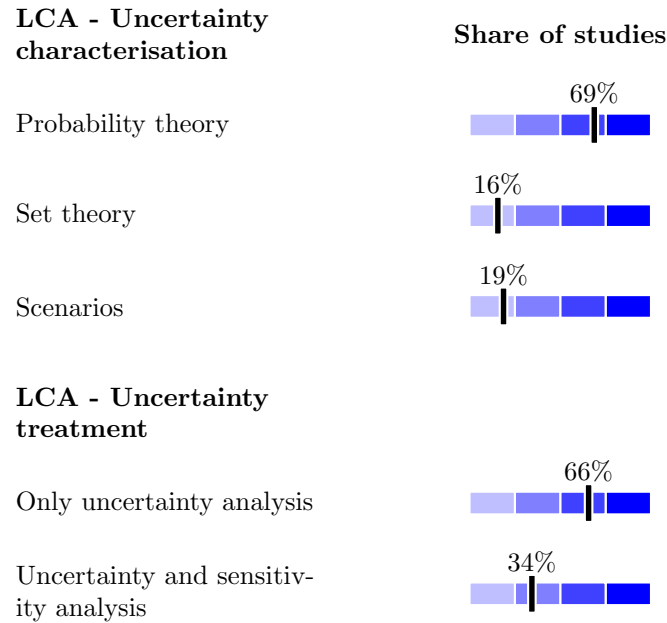 LCA - Uncertainty
characterisation
Share of studies
Probability theory
69%
Set theory
16%
Scenarios
19%
LCA - Uncertainty
treatment
Only uncertainty analysis
66%
Uncertainty and sensitiv-
ity analysis
34%